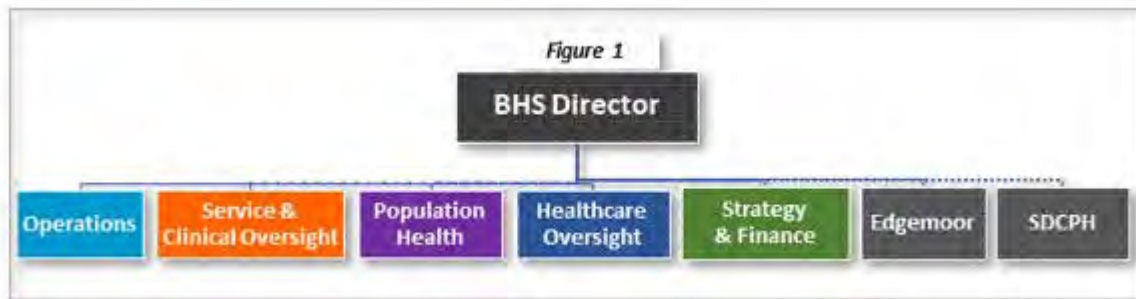 Figure 1
BHS Director
Operations
Service &
Clinical Oversight
Population
Health
Healthcare
Oversight
Strategy
& Finance
Edgemoor
SDCPH